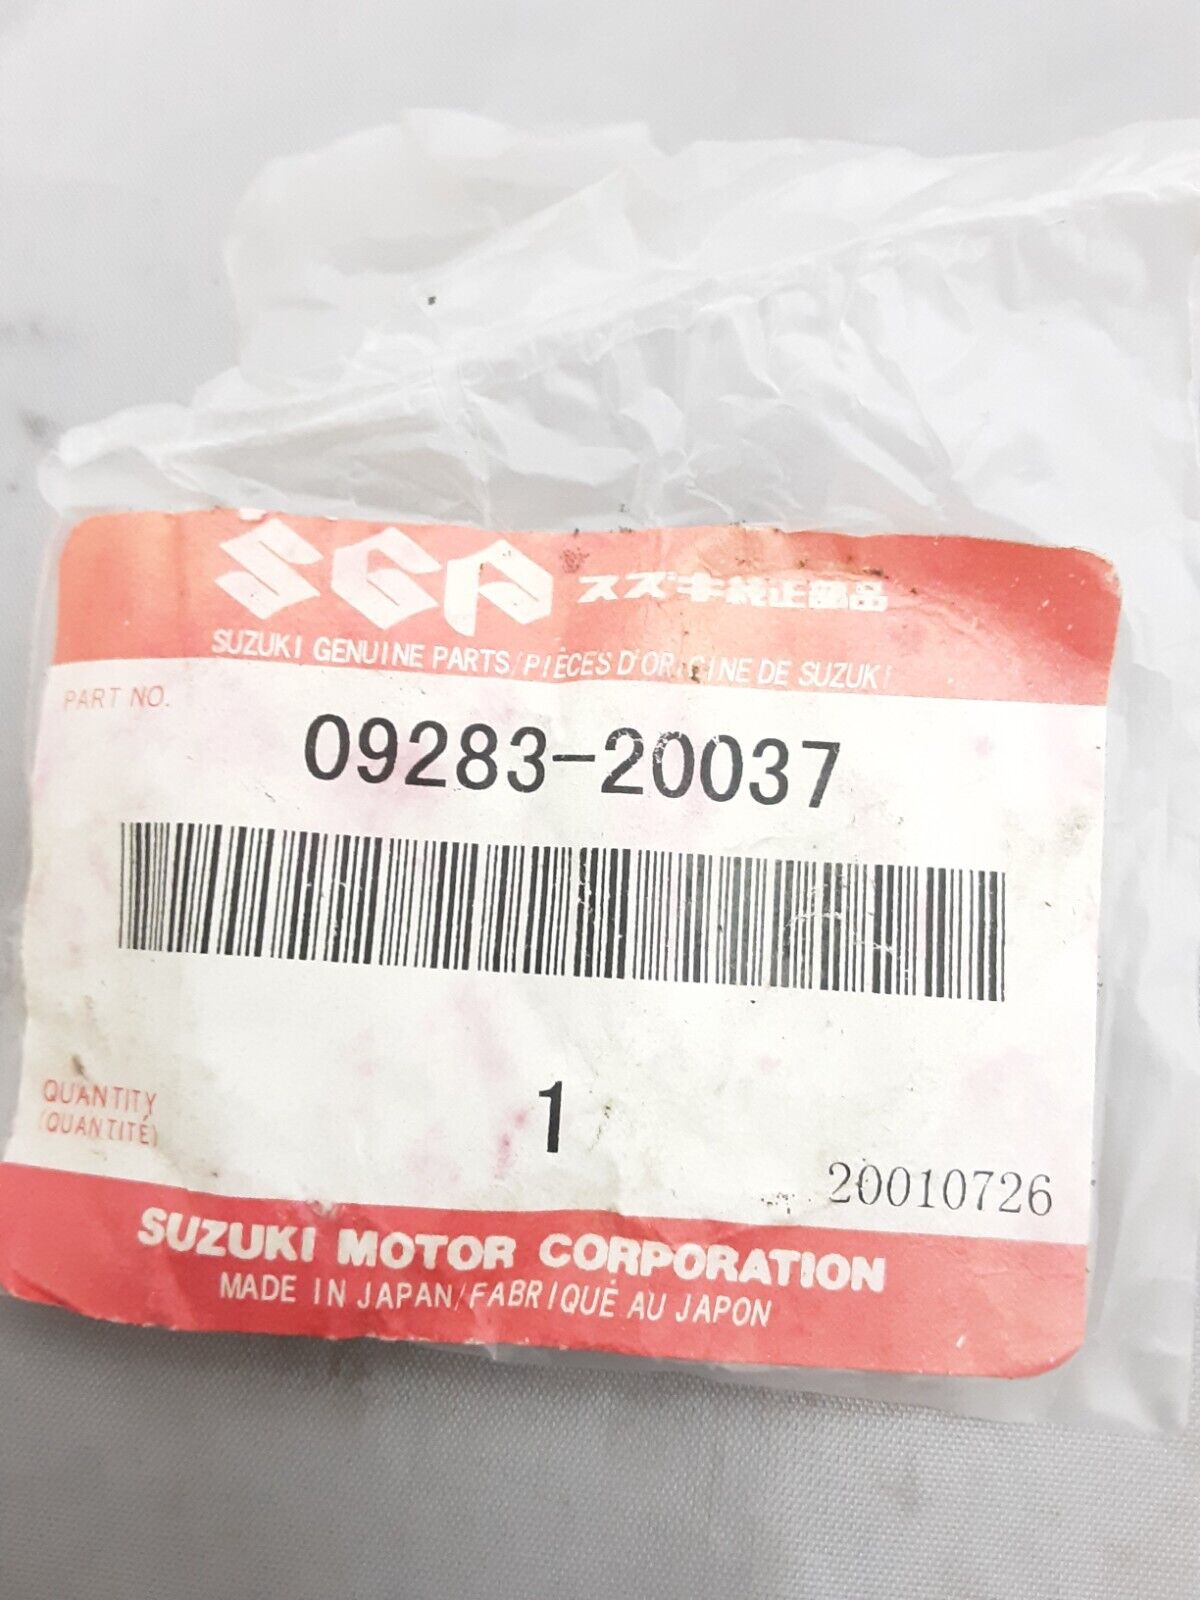 SGP スズキ純正部品
SUZUKI GENUINE PARTS/PIÈCES D'ORIGINE DE SUZUKI
PART NO.
09283-20037
QUANTITY
(QUANTITÉ)
1
20010726
SUZUKI MOTOR CORPORATION
MADE IN JAPAN/FABRIQUÉ AU JAPON